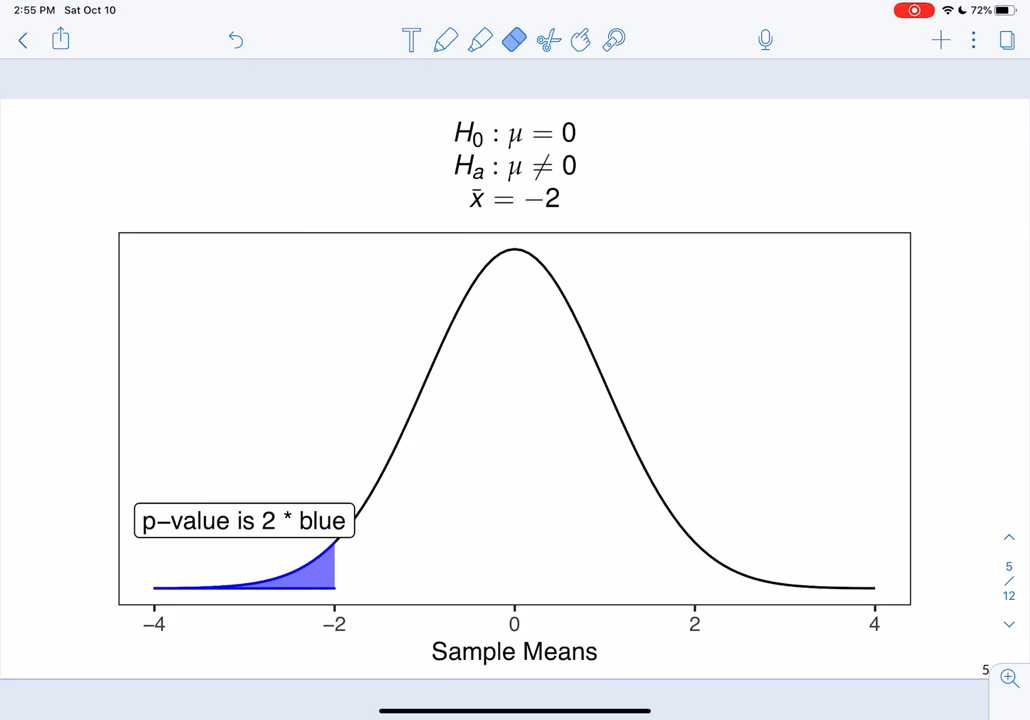 2:55 PM Sat Oct 10
72%
H₀ : μ = 0
Hₐ : μ ≠ 0
x̄ = −2
p−value is 2 * blue
−4 −2 0 2 4
Sample Means
5
/
12
5